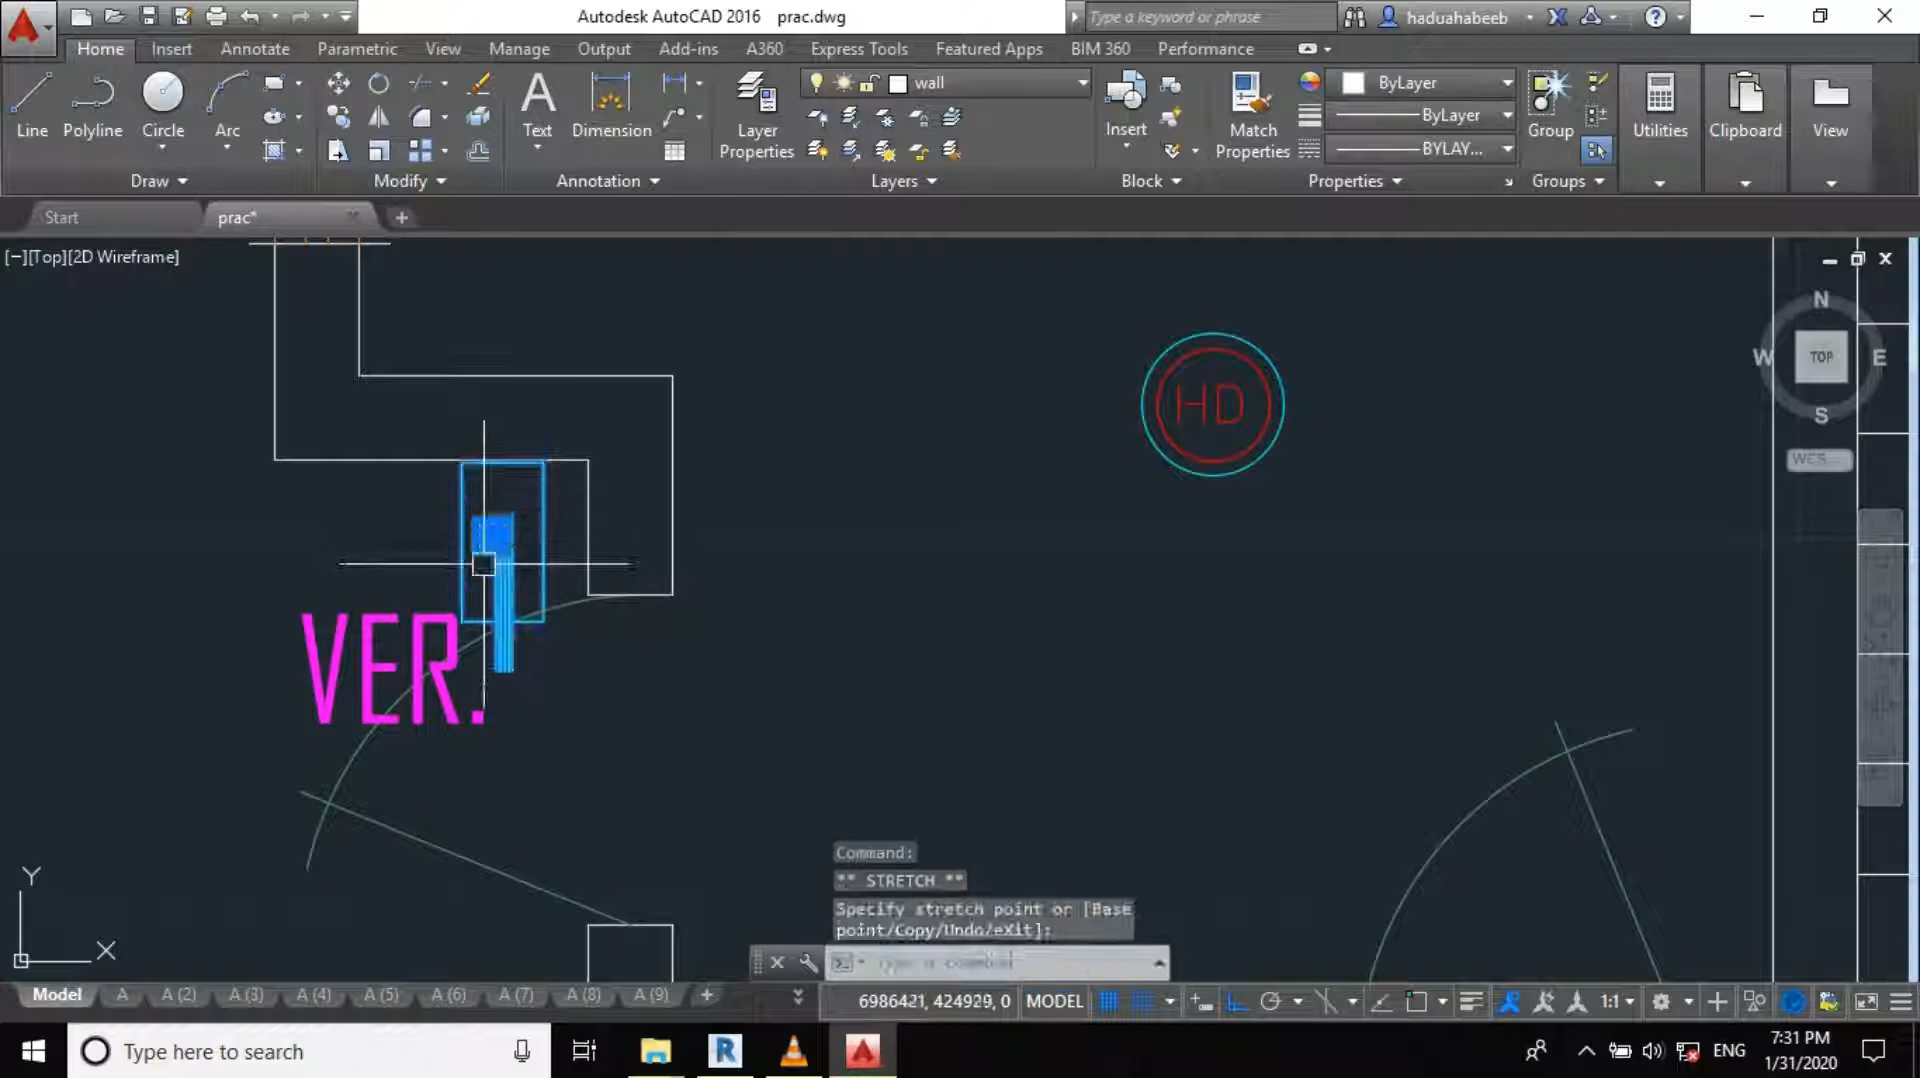 Autodesk AutoCAD 2016 prac.dwg
Type a keyword or phrase
haduahabeeb
Home Insert Annotate Parametric View Manage Output Add-ins A360 Express Tools Featured Apps BIM 360 Performance
wall
ByLayer
ByLayer
BYLAY...
Line Polyline Circle Arc
Text Dimension
Layer Properties
Insert
Match Properties
Group
Utilities
Clipboard
View
Draw Modify Annotation Layers Block Properties Groups
Start prac*
[−][Top][2D Wireframe]
N
W TOP E
S
WCS
HD
VER.
Y
X
Command:
** STRETCH **
Specify stretch point or [Base
point/Copy/Undo/eXit]:
Type a command
Model A A (2) A (3) A (4) A (5) A (6) A (7) A (8) A (9)
6986421, 424929, 0 MODEL 1:1
Type here to search
R
ENG
7:31 PM
1/31/2020